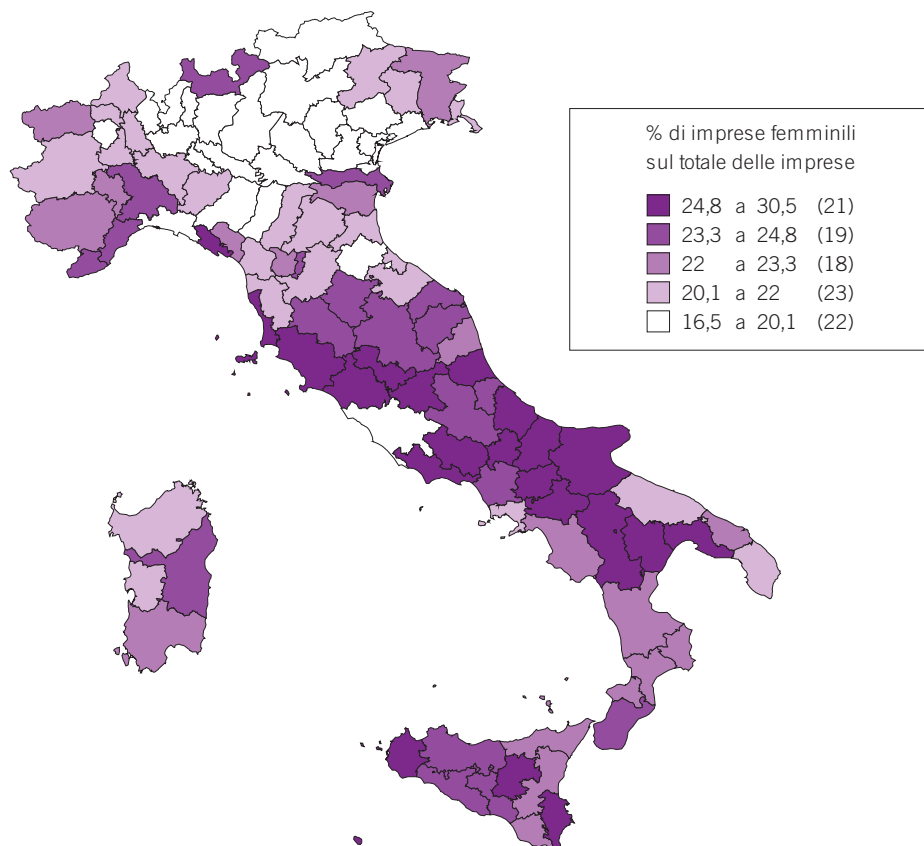 % di imprese femminili
sul totale delle imprese
24,8 a 30,5 (21)
23,3 a 24,8 (19)
22 a 23,3 (18)
20,1 a 22 (23)
16,5 a 20,1 (22)